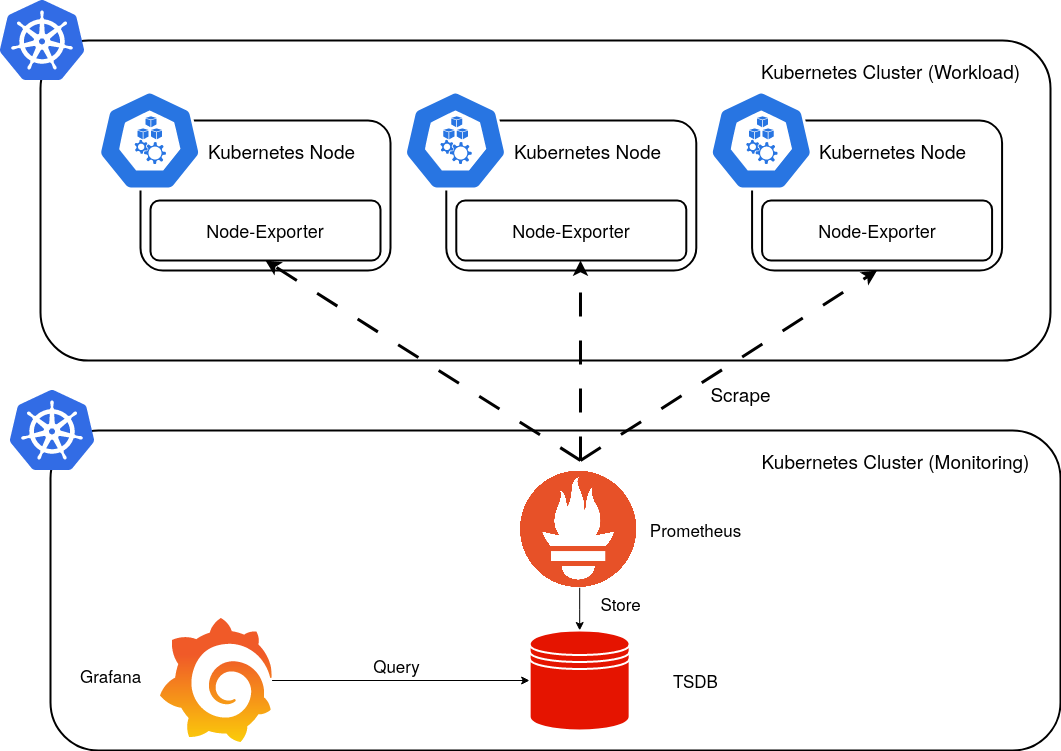 Kubernetes Cluster (Workload)
Kubernetes Node
Kubernetes Node
Kubernetes Node
Node-Exporter
Node-Exporter
Node-Exporter
Scrape
Kubernetes Cluster (Monitoring)
Prometheus
Store
Query
Grafana
TSDB